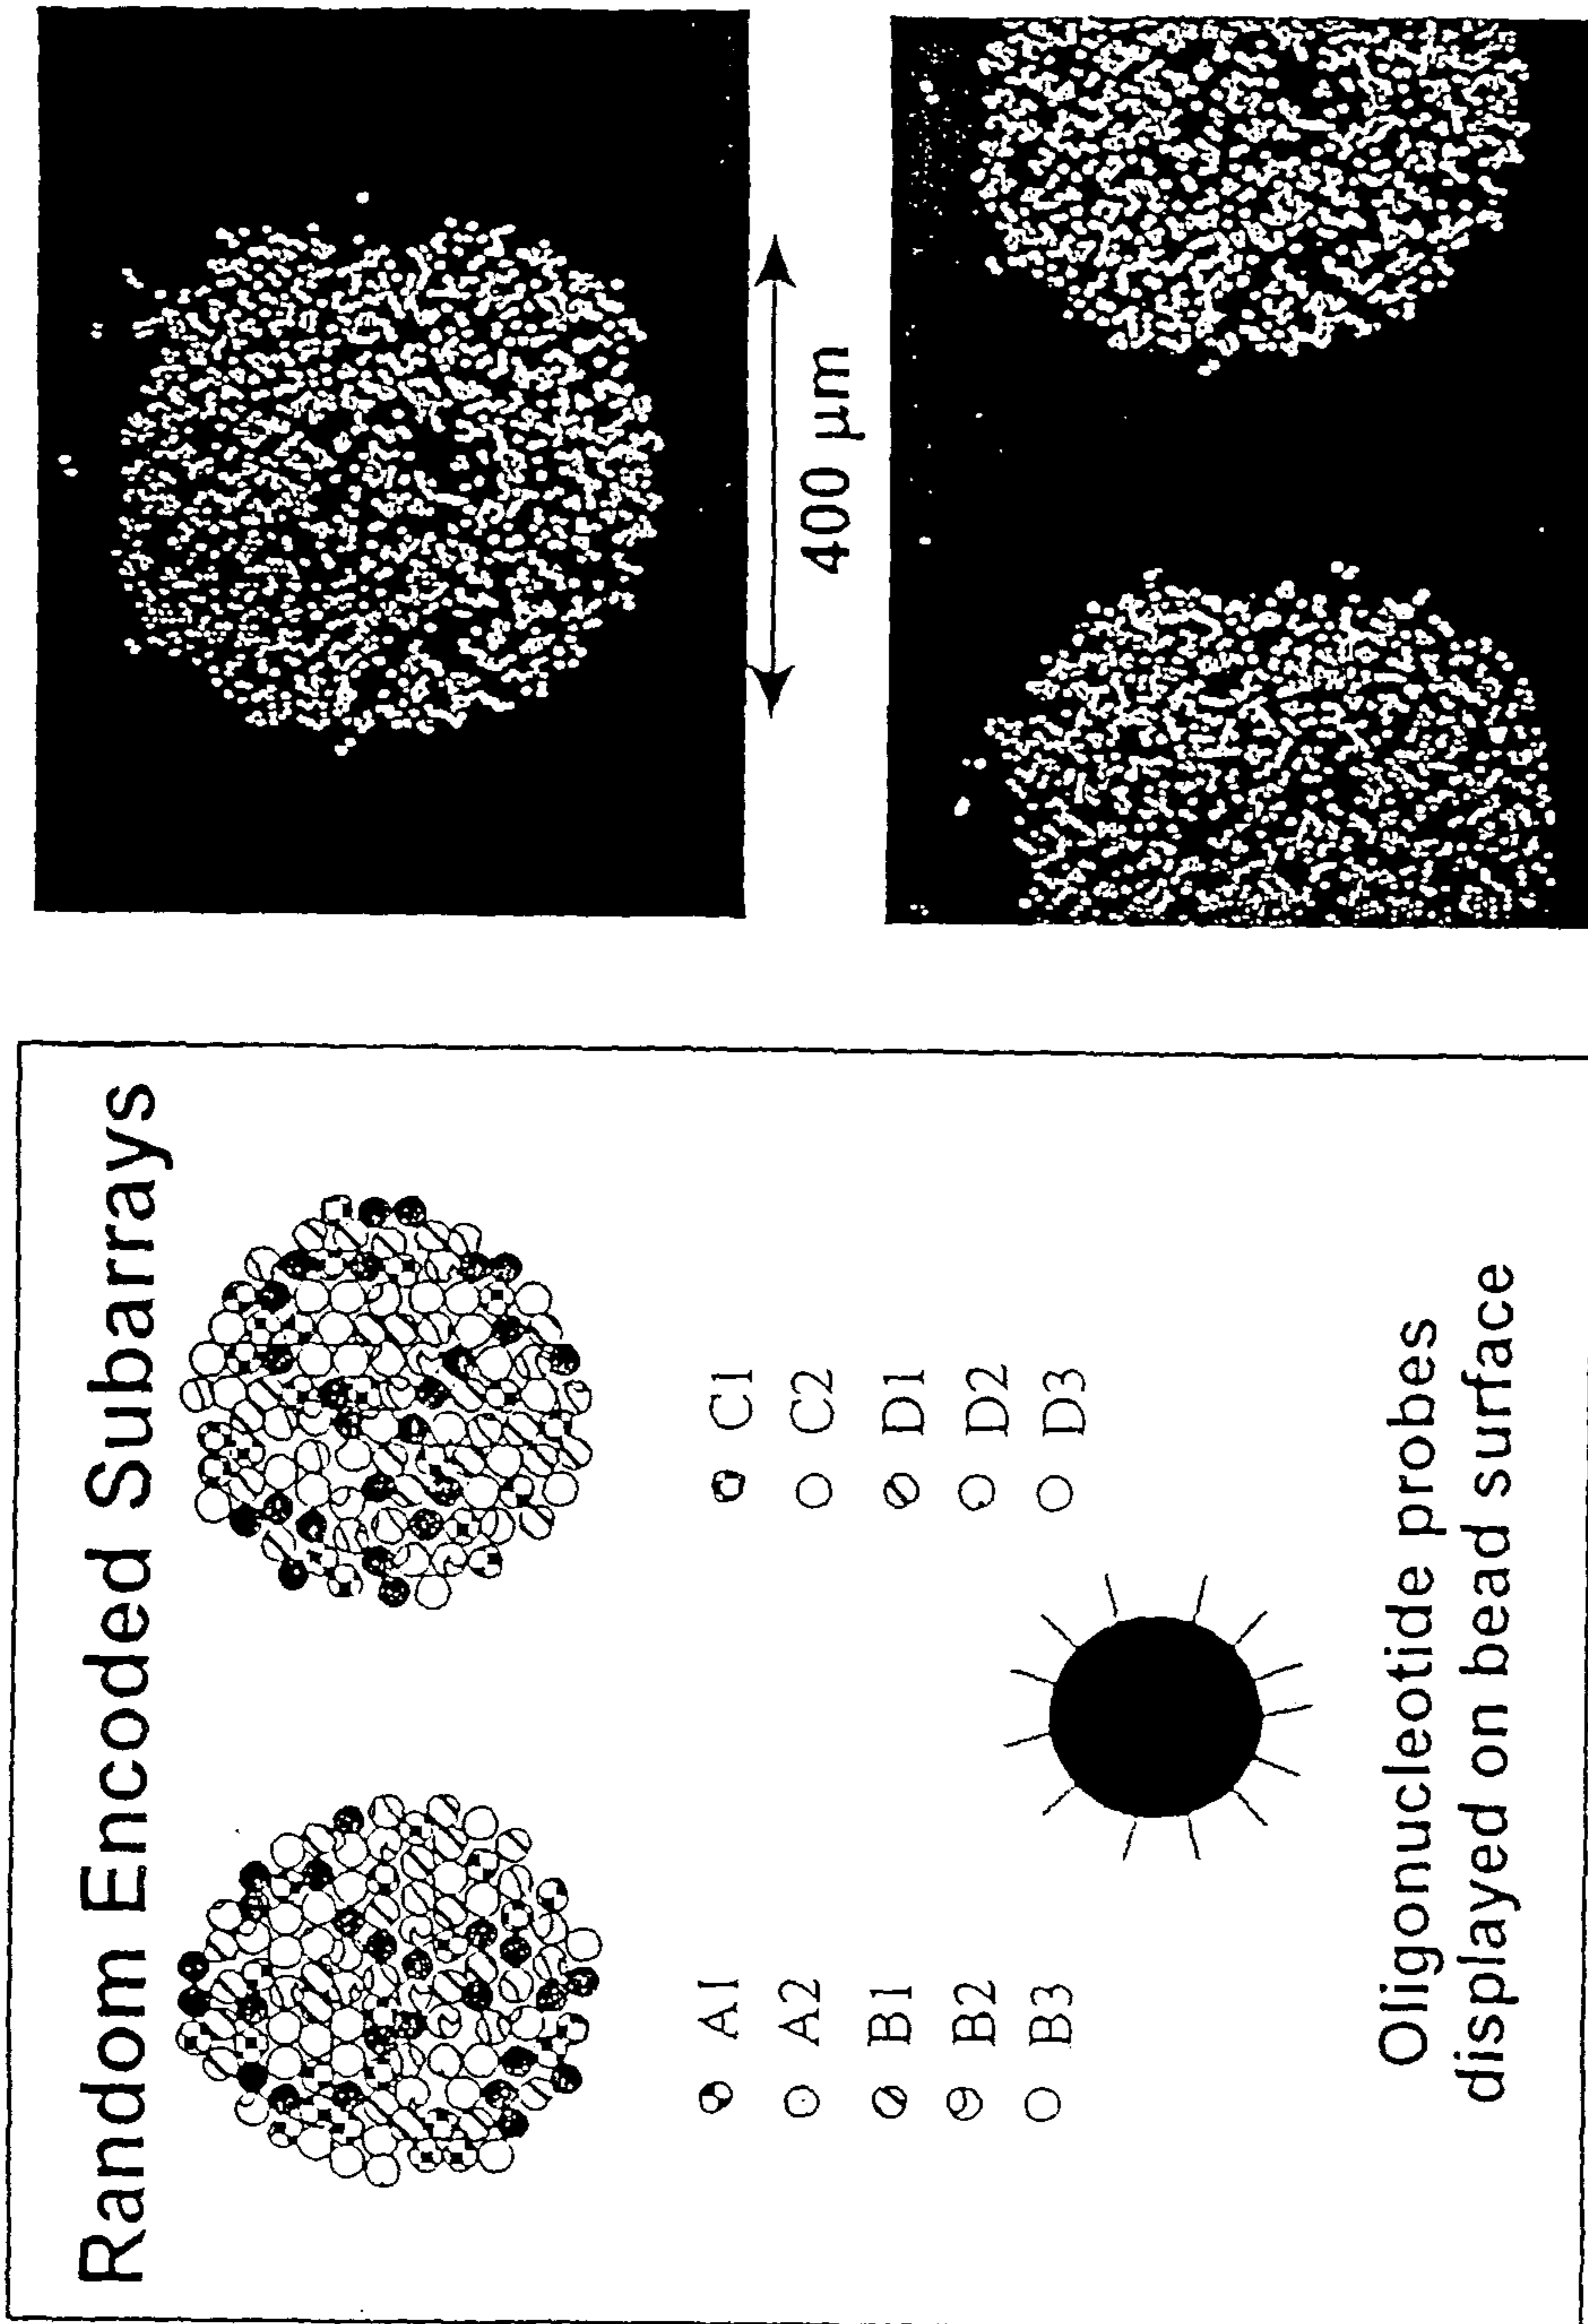 Random Encoded Subarrays
A1
A2
B1
B2
B3
C1
C2
D1
D2
D3
Oligonucleotide probes
displayed on bead surface
400 µm